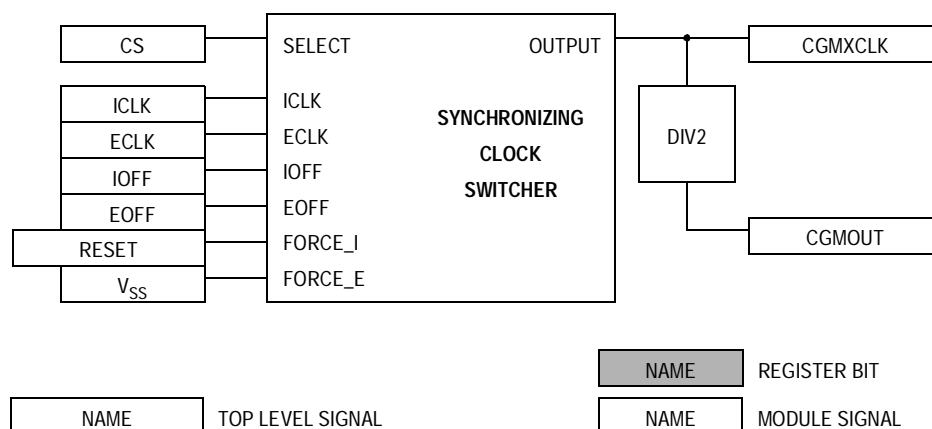 CS SELECT OUTPUT CGMXCLK
ICLK ICLK
ECLK ECLK SYNCHRONIZING DIV2
IOFF IOFF CLOCK
EOFF EOFF SWITCHER
RESET FORCE_I CGMOUT
VSS FORCE_E
NAME REGISTER BIT
NAME TOP LEVEL SIGNAL NAME MODULE SIGNAL